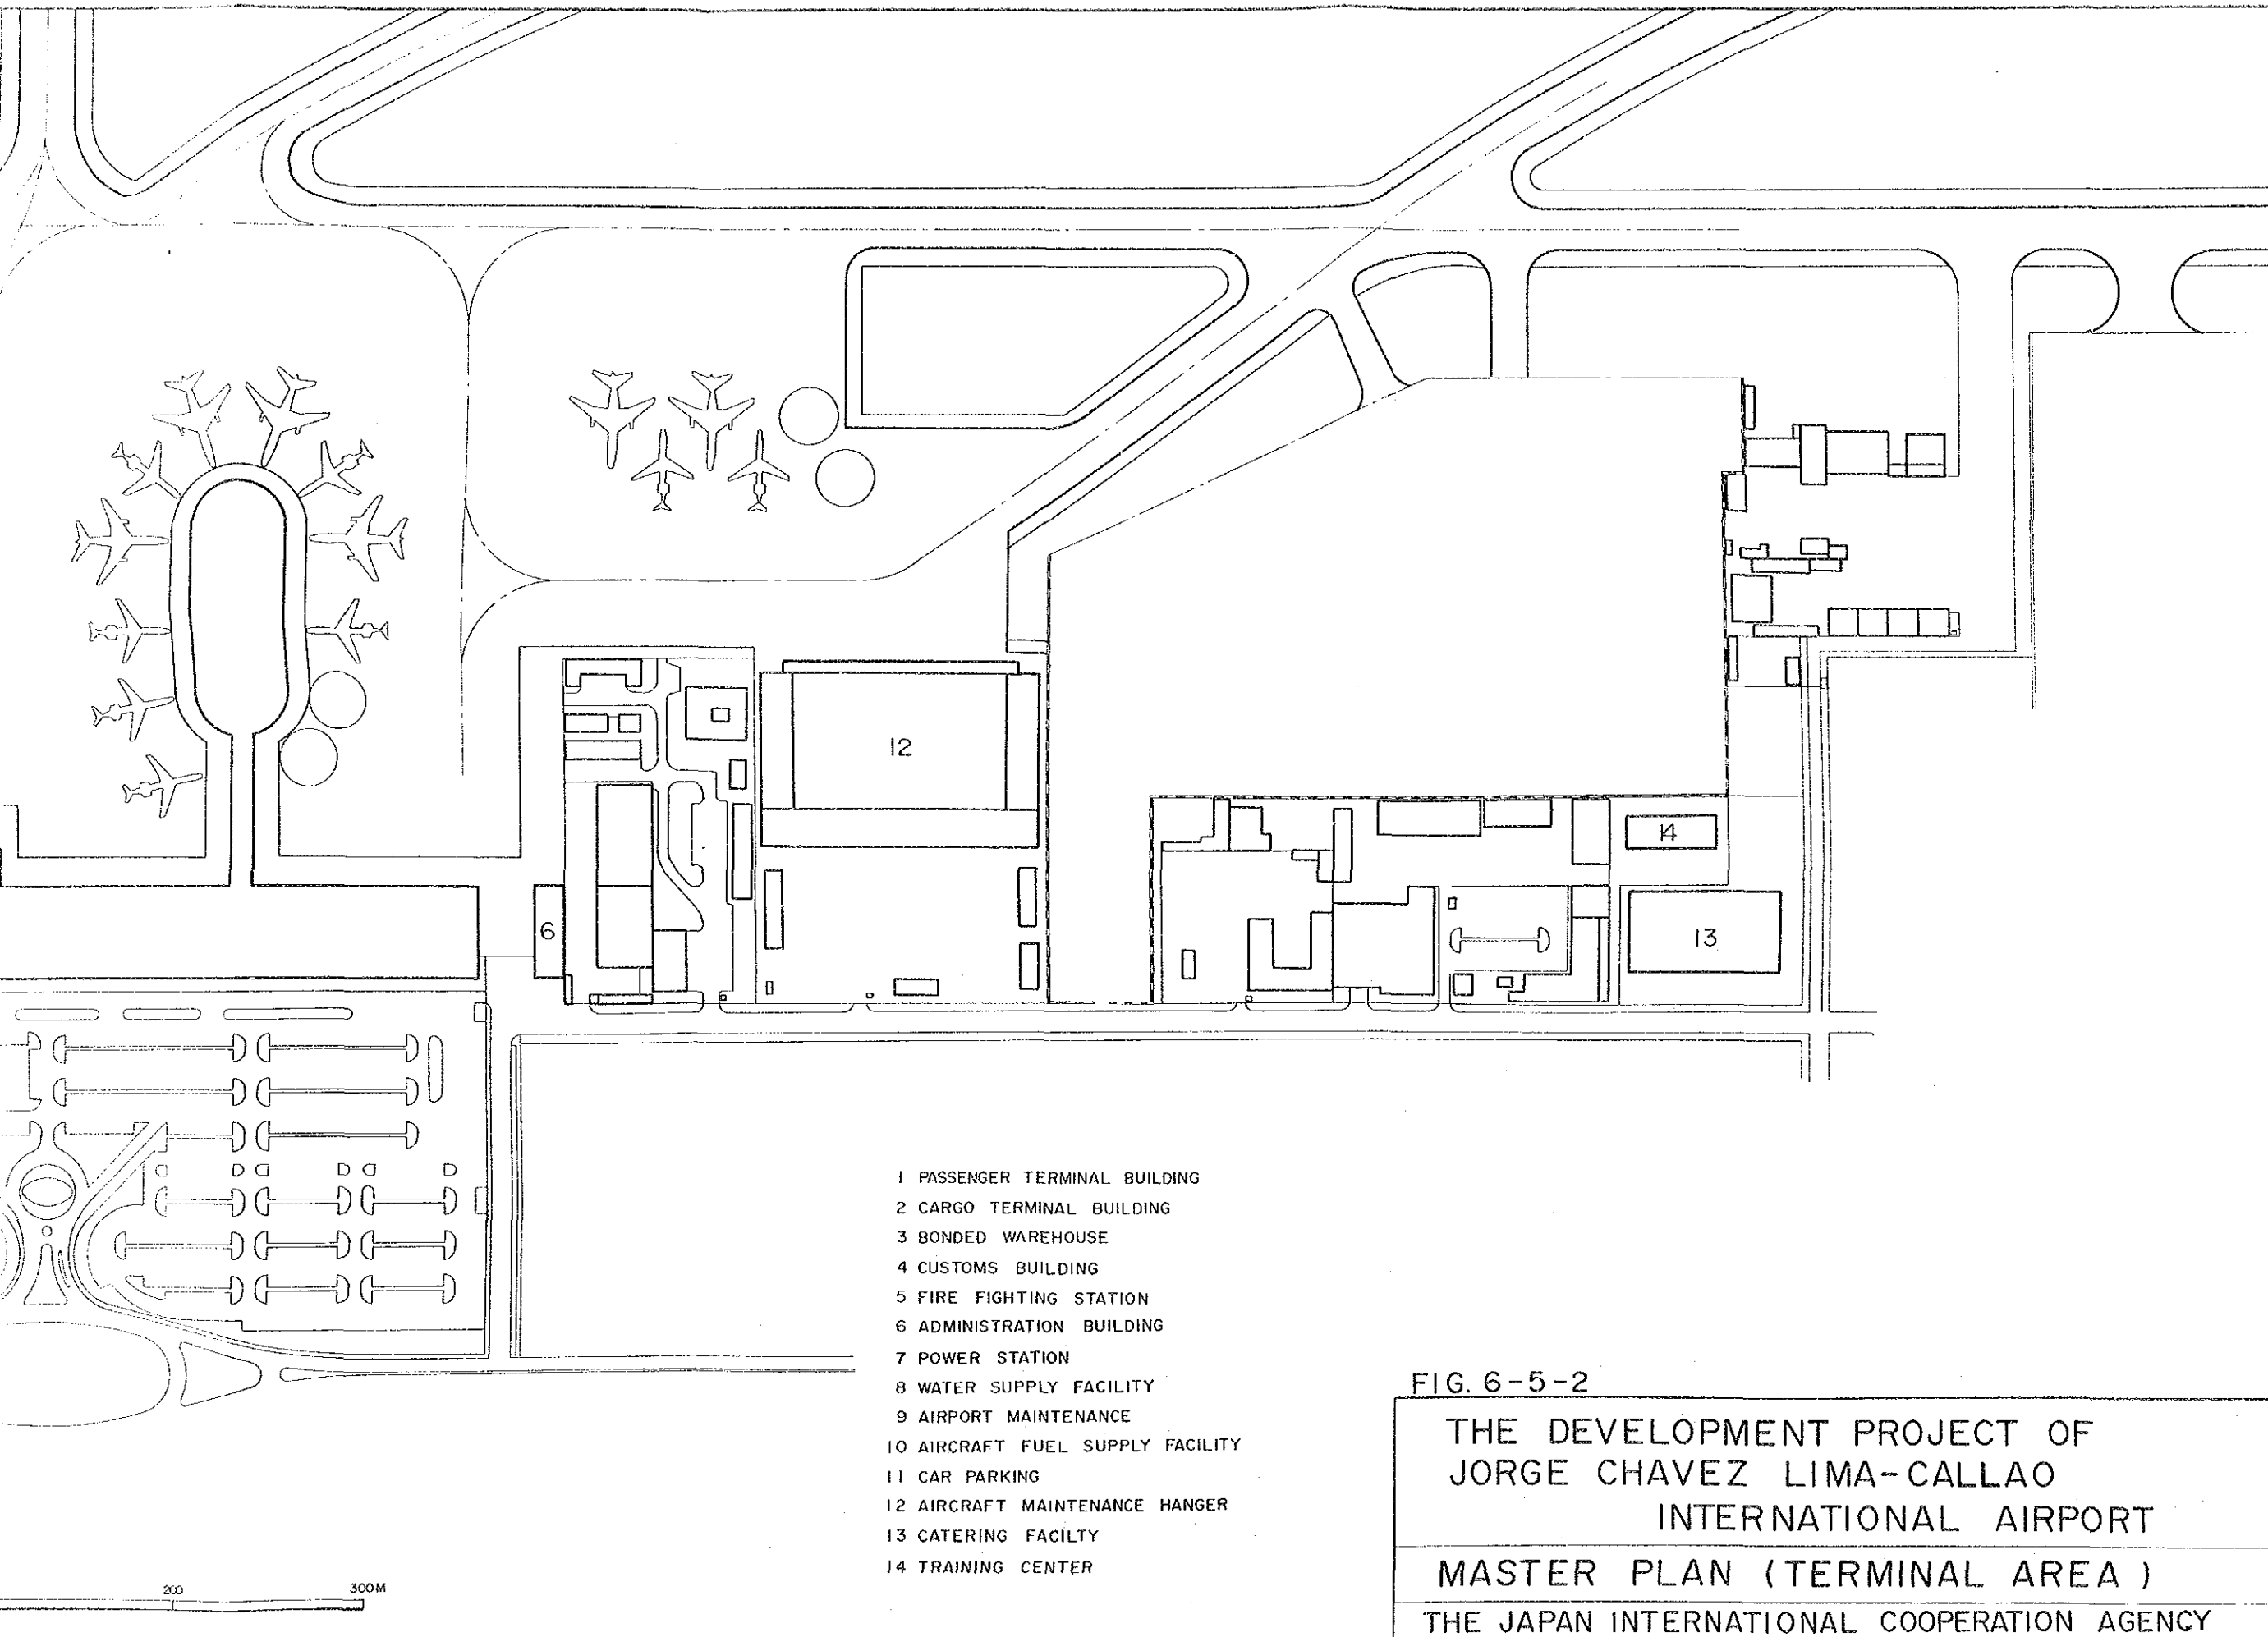 12
14
6
13
1 PASSENGER TERMINAL BUILDING
2 CARGO TERMINAL BUILDING
3 BONDED WAREHOUSE
4 CUSTOMS BUILDING
5 FIRE FIGHTING STATION
6 ADMINISTRATION BUILDING
7 POWER STATION
8 WATER SUPPLY FACILITY
9 AIRPORT MAINTENANCE
10 AIRCRAFT FUEL SUPPLY FACILITY
11 CAR PARKING
12 AIRCRAFT MAINTENANCE HANGER
13 CATERING FACILTY
14 TRAINING CENTER
200 300M
FIG. 6-5-2
THE DEVELOPMENT PROJECT OF
JORGE CHAVEZ LIMA-CALLAO
INTERNATIONAL AIRPORT
MASTER PLAN (TERMINAL AREA)
THE JAPAN INTERNATIONAL COOPERATION AGENCY